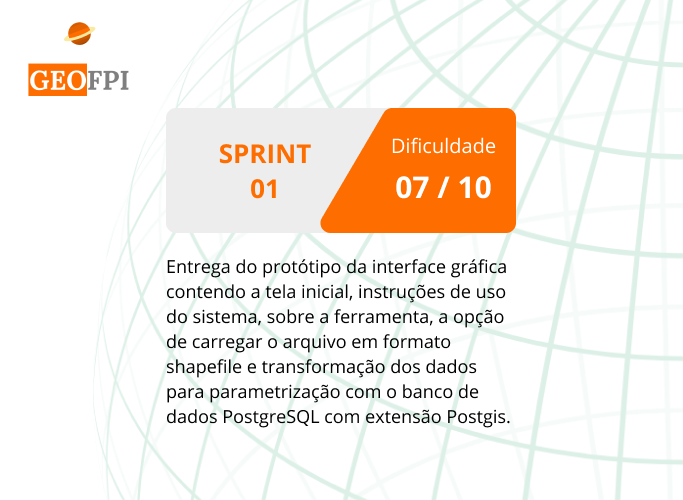 GEOFPI
SPRINT
01
Dificuldade
07 / 10
Entrega do protótipo da interface gráfica
contendo a tela inicial, instruções de uso
do sistema, sobre a ferramenta, a opção
de carregar o arquivo em formato
shapefile e transformação dos dados
para parametrização com o banco de
dados PostgreSQL com extensão Postgis.